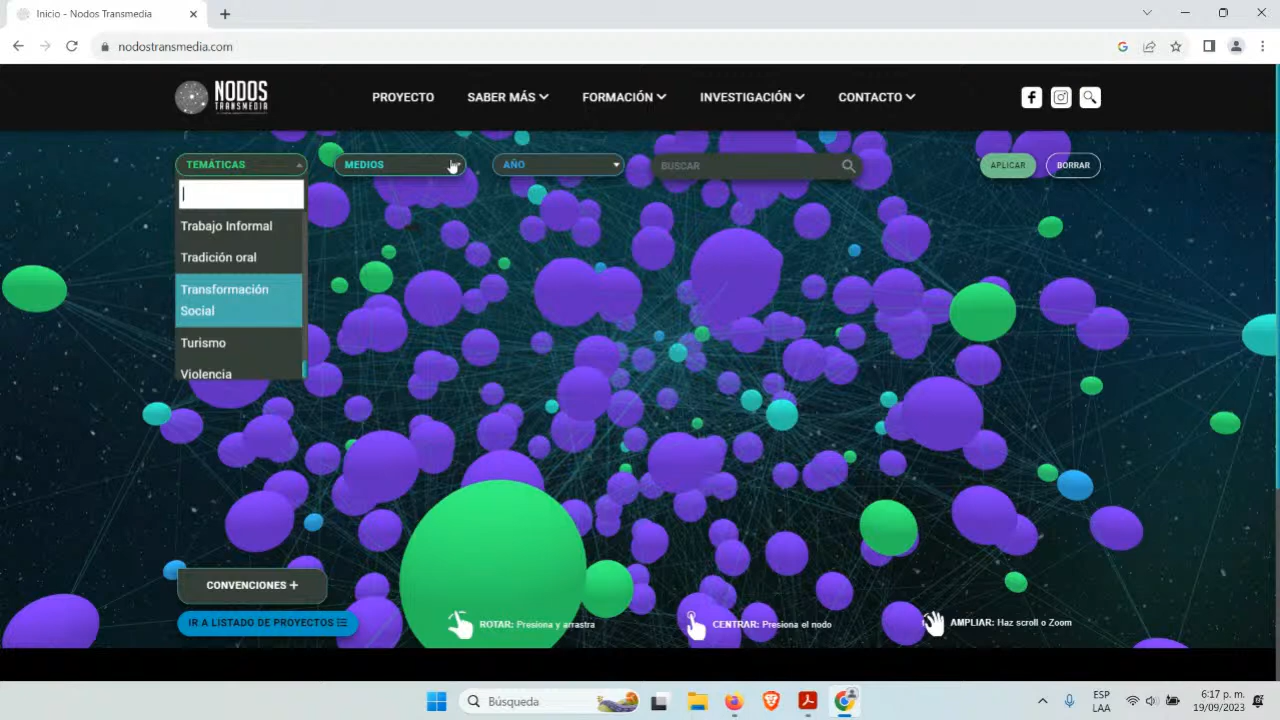 Inicio - Nodos Transmedia
nodostransmedia.com
NODOS
TRANSMEDIA
PROYECTO
SABER MÁS
FORMACIÓN
INVESTIGACIÓN
CONTACTO
TEMÁTICAS
MEDIOS
AÑO
BUSCAR
APLICAR
BORRAR
Trabajo Informal
Tradición oral
Transformación
Social
Turismo
Violencia
CONVENCIONES +
IR A LISTADO DE PROYECTOS
ROTAR: Presiona y arrastra
CENTRAR: Presiona el nodo
AMPLIAR: Haz scroll o Zoom
Búsqueda
ESP
LAA
6:17 p. m.
19/09/2023